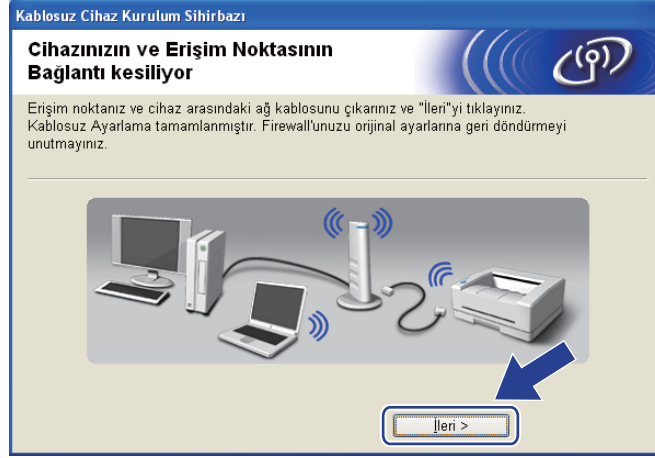 Kablosuz Cihaz Kurulum Sihirbazı
Cihazınızın ve Erişim Noktasının
Bağlantı kesiliyor
Erişim noktanız ve cihaz arasındaki ağ kablosunu çıkarınız ve "İleri"yi tıklayınız.
Kablosuz Ayarlama tamamlanmıştır. Firewall'unuzu orijinal ayarlarına geri döndürmeyi
unutmayınız.
İleri >